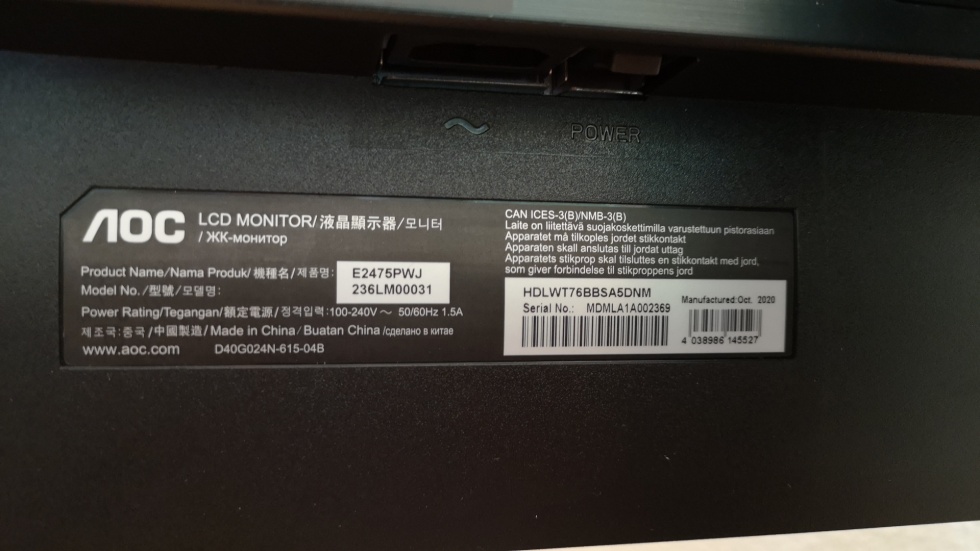 POWER
AOC LCD MONITOR/液晶顯示器/모니터
/ ЖК-монитор
Product Name/Nama Produk/機種名/제품명: E2475PWJ
Model No./型號/모델명: 236LM00031
Power Rating/Tegangan/額定電源/정격입력:100-240V～ 50/60Hz 1.5A
제조국:중국/中國製造/Made in China/Buatan China/сделано в китае
www.aoc.com D40G024N-615-04B
CAN ICES-3(B)/NMB-3(B)
Laite on liitettävä suojakoskettimilla varustettuun pistorasiaan
Apparatet må tilkoples jordet stikkontakt
Apparaten skall anslutas till jordat uttag
Apparatets stikprop skal tilsluttes en stikkontakt med jord,
som giver forbindelse til stikproppens jord
HDLWT76BBSA5DNM
Serial No.: MDMLA1A002369
Manufactured:Oct. 2020
4 038986 145527